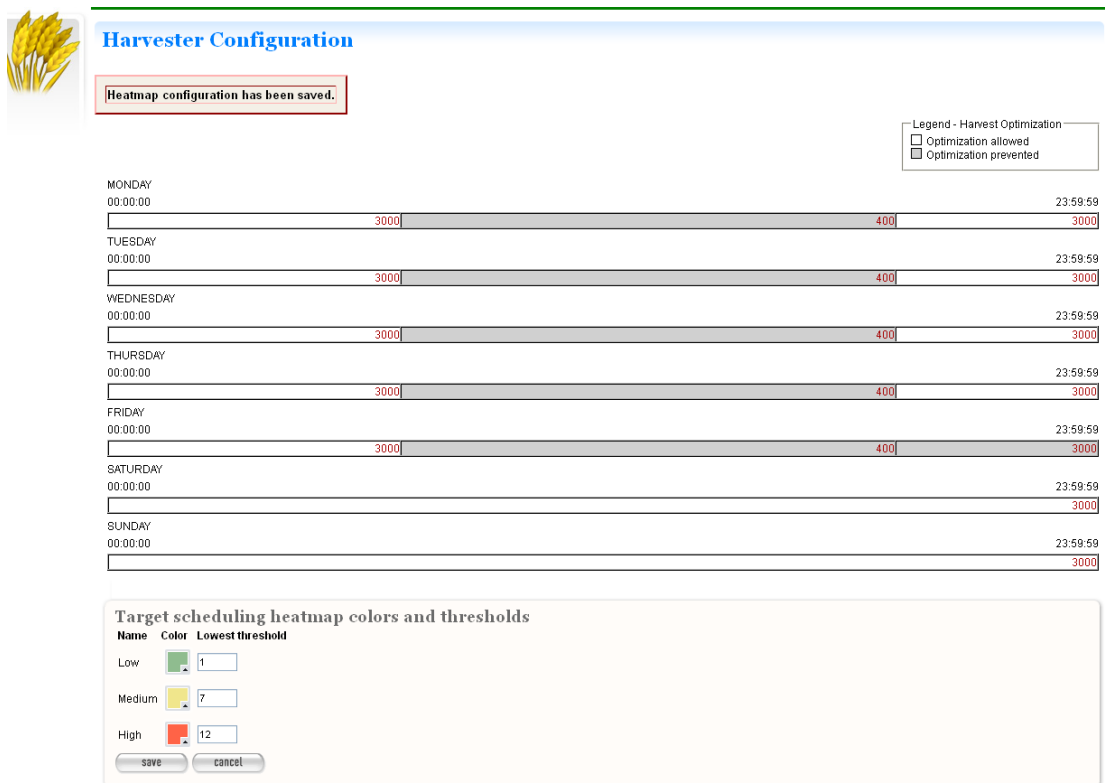 Harvester Configuration
Heatmap configuration has been saved.
Legend - Harvest Optimization
Optimization allowed
Optimization prevented
MONDAY
00:00:00 23:59:59
3000 400 3000
TUESDAY
00:00:00 23:59:59
3000 400 3000
WEDNESDAY
00:00:00 23:59:59
3000 400 3000
THURSDAY
00:00:00 23:59:59
3000 400 3000
FRIDAY
00:00:00 23:59:59
3000 400 3000
SATURDAY
00:00:00 23:59:59
3000
SUNDAY
00:00:00 23:59:59
3000
Target scheduling heatmap colors and thresholds
Name Color Lowest threshold
Low 1
Medium 7
High 12
save cancel